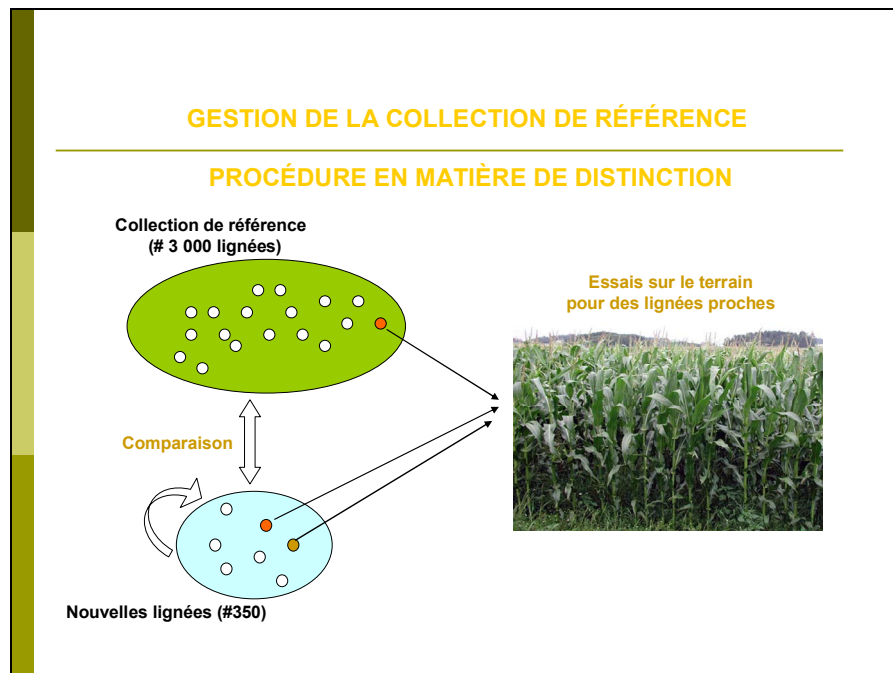 GESTION DE LA COLLECTION DE RÉFÉRENCE
PROCÉDURE EN MATIÈRE DE DISTINCTION
Collection de référence
(# 3 000 lignées)
Essais sur le terrain
pour des lignées proches
Comparaison
Nouvelles lignées (#350)